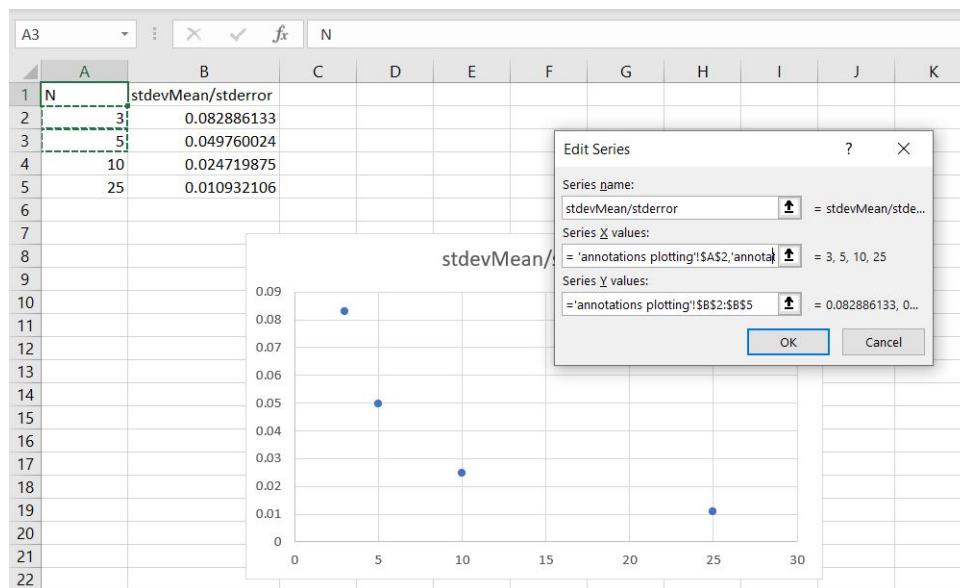 A3 fx N
A B C D E F G H I J K
1 N stdevMean/stderror
2 3 0.082886133
3 5 0.049760024
4 10 0.024719875
5 25 0.010932106
6
7
8
9
10
11
12
13
14
15
16
17
18
19
20
21
22
Edit Series ? ×
Series name:
stdevMean/stderror = stdevMean/stde...
Series X values:
= 'annotations plotting'!$A$2,'annotat = 3, 5, 10, 25
Series Y values:
='annotations plotting'!$B$2:$B$5 = 0.082886133, 0...
OK Cancel
stdevMean/s
0.09
0.08
0.07
0.06
0.05
0.04
0.03
0.02
0.01
0
0 5 10 15 20 25 30